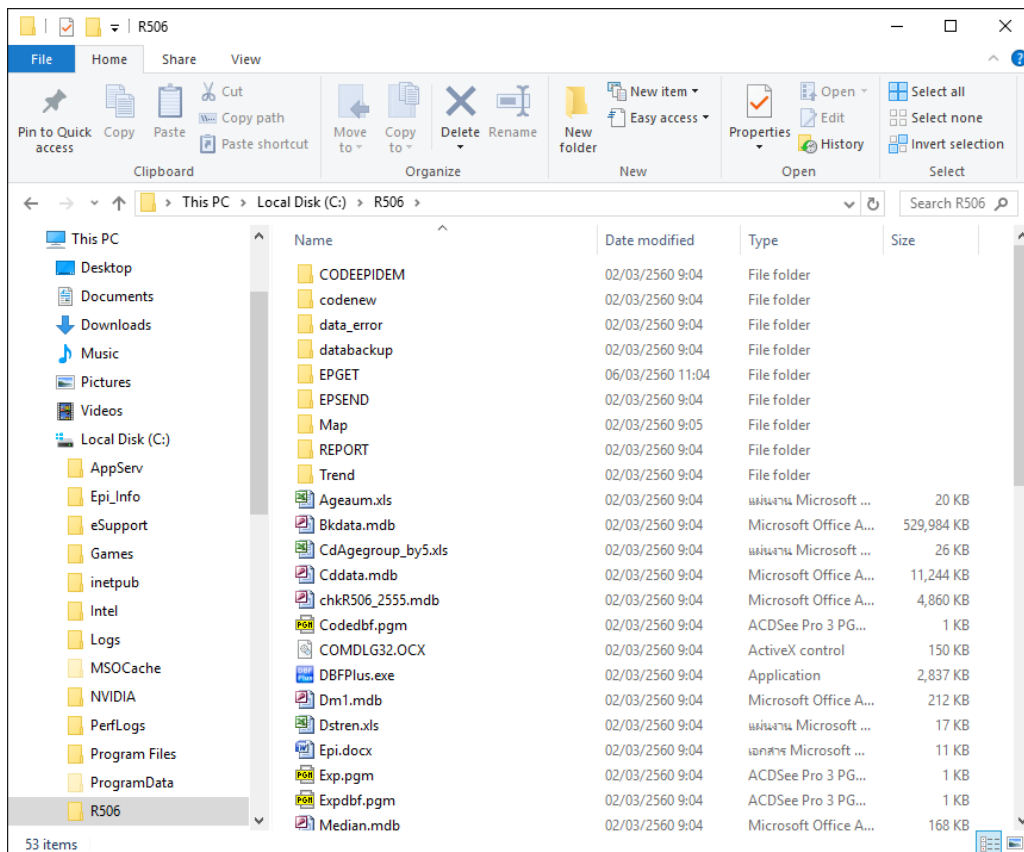 R506
File Home Share View
Pin to Quick access
Copy
Paste
Cut
Copy path
Paste shortcut
Clipboard
Move to
Copy to
Delete
Rename
Organize
New folder
New item
Easy access
New
Properties
Open
Edit
History
Open
Select all
Select none
Invert selection
Select
This PC > Local Disk (C:) > R506 >
Search R506
This PC
Desktop
Documents
Downloads
Music
Pictures
Videos
Local Disk (C:)
AppServ
Epi_Info
eSupport
Games
inetpub
Intel
Logs
MSOCache
NVIDIA
PerfLogs
Program Files
ProgramData
R506
Name Date modified Type Size
CODEEPIDEM 02/03/2560 9:04 File folder
codenew 02/03/2560 9:04 File folder
data_error 02/03/2560 9:04 File folder
databackup 02/03/2560 9:04 File folder
EPGET 06/03/2560 11:04 File folder
EPSEND 02/03/2560 9:04 File folder
Map 02/03/2560 9:05 File folder
REPORT 02/03/2560 9:04 File folder
Trend 02/03/2560 9:04 File folder
Ageaum.xls 02/03/2560 9:04 แผ่นงาน Microsoft ... 20 KB
Bkdata.mdb 02/03/2560 9:04 Microsoft Office A... 529,984 KB
CdAgegroup_by5.xls 02/03/2560 9:04 แผ่นงาน Microsoft ... 26 KB
Cddata.mdb 02/03/2560 9:04 Microsoft Office A... 11,244 KB
chkR506_2555.mdb 02/03/2560 9:04 Microsoft Office A... 4,860 KB
Codedbf.pgm 02/03/2560 9:04 ACDSee Pro 3 PG... 1 KB
COMDLG32.OCX 02/03/2560 9:04 ActiveX control 150 KB
DBFPlus.exe 02/03/2560 9:04 Application 2,837 KB
Dm1.mdb 02/03/2560 9:04 Microsoft Office A... 212 KB
Dstren.xls 02/03/2560 9:04 แผ่นงาน Microsoft ... 17 KB
Epi.docx 02/03/2560 9:04 เอกสาร Microsoft ... 11 KB
Exp.pgm 02/03/2560 9:04 ACDSee Pro 3 PG... 1 KB
Expdbf.pgm 02/03/2560 9:04 ACDSee Pro 3 PG... 1 KB
Median.mdb 02/03/2560 9:04 Microsoft Office A... 168 KB
53 items